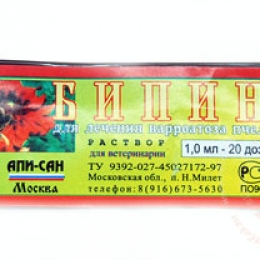 БИПИН
для лечения варроатоза пчел
РАСТВОР
для ветеринарии
1,0 мл - 20 доз
ТУ 9392-027-45027172-97
Московская обл., п. Н. Милет
телефон: 8(916)673-5630
АПИ-САН
Москва